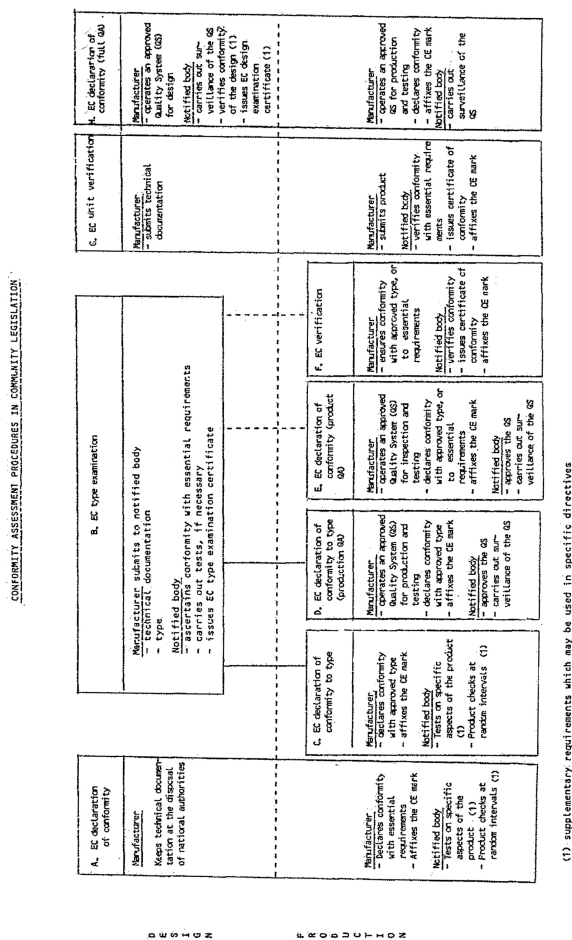 CONFORMITY ASSESSMENT PROCEDURES IN COMMUNITY LEGISLATION
D
E
S
I
G
N
A. EC declaration
of conformity
Manufacturer
Keeps technical documen-
tation at the disposal
of national authorities
B. EC type examination
Manufacturer submits to notified body
- technical documentation
- type
Notified body
- ascertains conformity with essential requirements
- carries out tests, if necessary
- issues EC type examination certificate
G. EC unit verification
Manufacturer
- submits technical
documentation
H. EC declaration of
conformity (full QA)
Manufacturer
- operates an approved
Quality System (QS)
for design
Notified body
- carries out sur-
veillance of the QS
- verifies conformity
of the design (1)
- issues EC design
examination
certificate (1)
P
R
O
D
U
C
T
I
O
N
Manufacturer
- Declares conformity
with essential
requirements
- Affixes the CE mark
Notified body
- Tests on specific
aspects of the
product (1)
- Product checks at
random intervals (1)
C. EC declaration of
conformity to type
Manufacturer
- declares conformity
with approved type
- affixes the CE mark
Notified body
- Tests on specific
aspects of the product
(1)
- Product checks at
random intervals (1)
D. EC declaration of
conformity to type
(production QA)
Manufacturer
- operates an approved
Quality System (QS)
for production and
testing
- declares conformity
with approved type
- affixes the CE mark
Notified body
- approves the QS
- carries out sur-
veillance of the QS
E. EC declaration of
conformity (product
QA)
Manufacturer
- operates an approved
Quality System (QS)
for inspection and
testing
- declares conformity
with approved type, or
to essential
requirements
- affixes the CE mark
Notified body
- approves the QS
- carries out sur-
veillance of the QS
F. EC verification
Manufacturer
- ensures conformity
with approved type, or
to essential
requirements
Notified body
- verifies conformity
- issues certificate of
conformity
- affixes the CE mark
Manufacturer
- submits product
Notified body
- verifies conformity
with essential require
ments
- issues certificate of
conformity
- affixes the CE mark
Manufacturer
- operates an approved
QS for production
and testing
- declares conformity
- affixes the CE mark
Notified body
- carries out
surveillance of the
QS
(1) supplementary requirements which may be used in specific directives